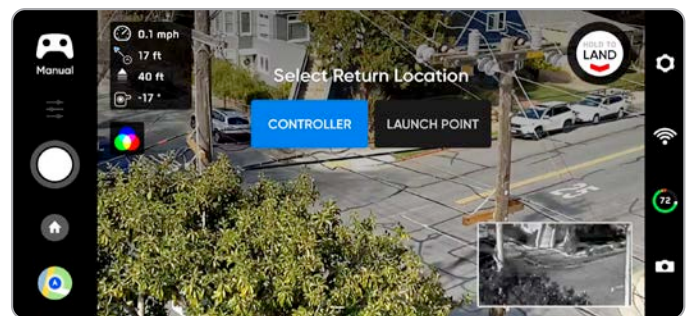 Manual
0.1 mph
17 ft
40 ft
-17 °
Select Return Location
CONTROLLER
LAUNCH POINT
HOLD TO
LAND
72
25